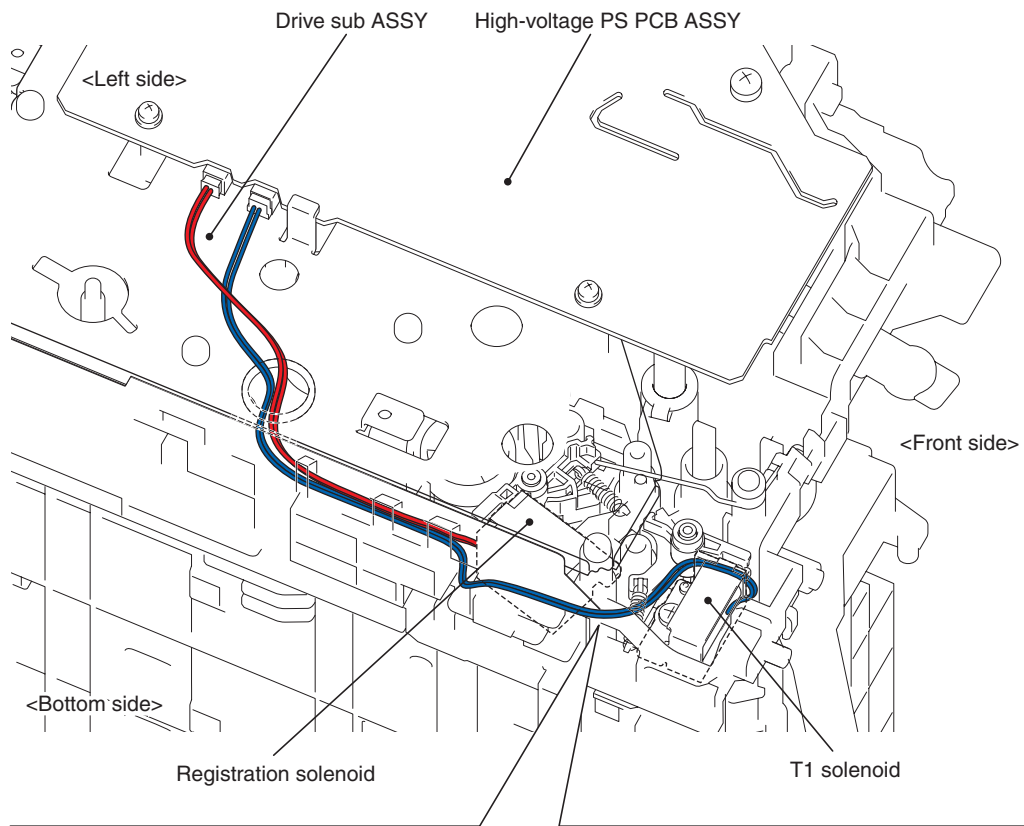 Drive sub ASSY
High-voltage PS PCB ASSY
<Left side>
<Front side>
<Bottom side>
Registration solenoid
T1 solenoid